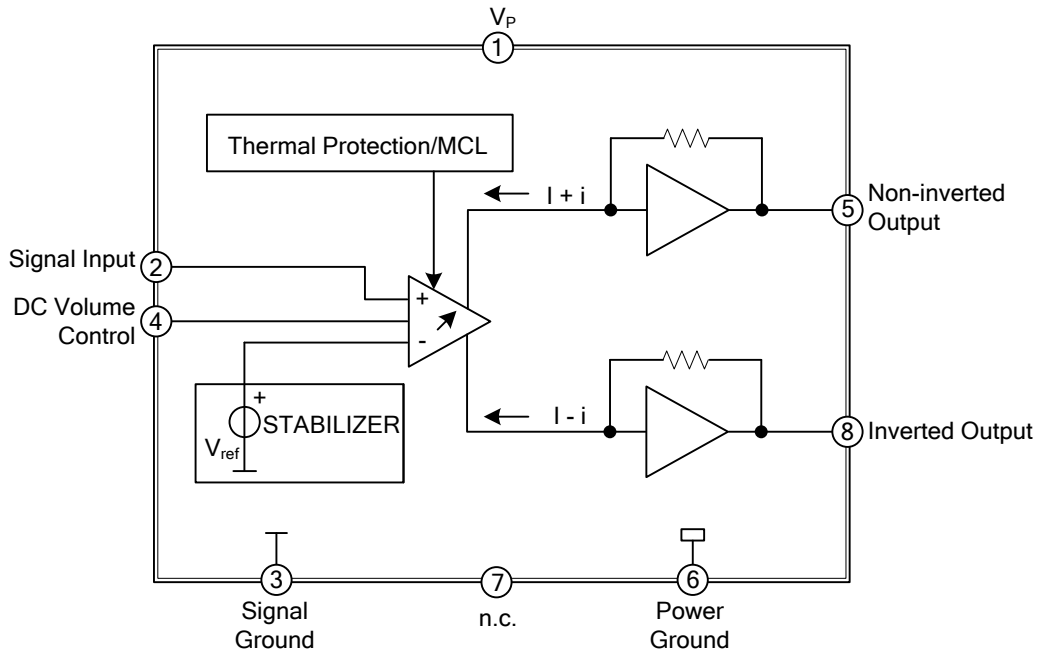 VP
1
Thermal Protection/MCL
I + i
5
Non-inverted
Output
Signal Input
2
DC Volume
Control
4
+
-
+
STABILIZER
Vref
I - i
8
Inverted Output
3
Signal
Ground
7
n.c.
6
Power
Ground